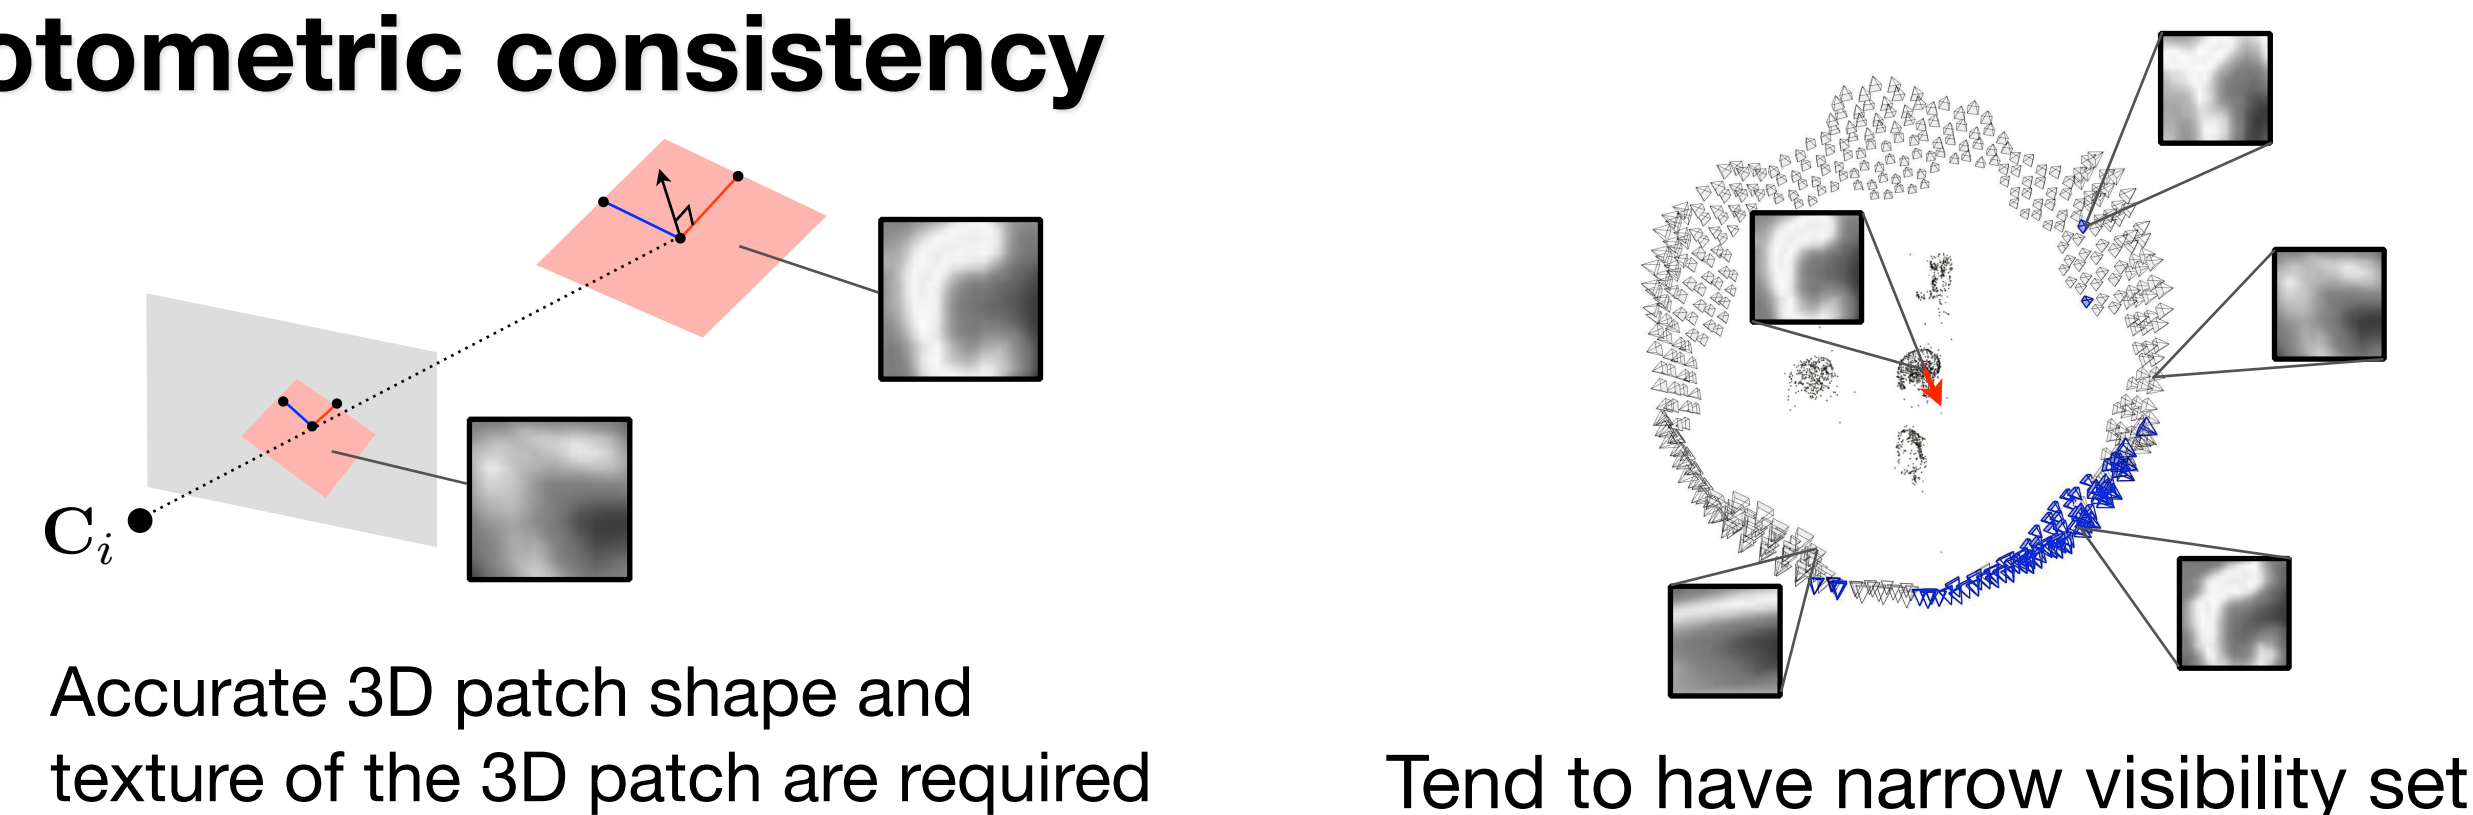 otometric consistency
C_i
Accurate 3D patch shape and
texture of the 3D patch are required
Tend to have narrow visibility set